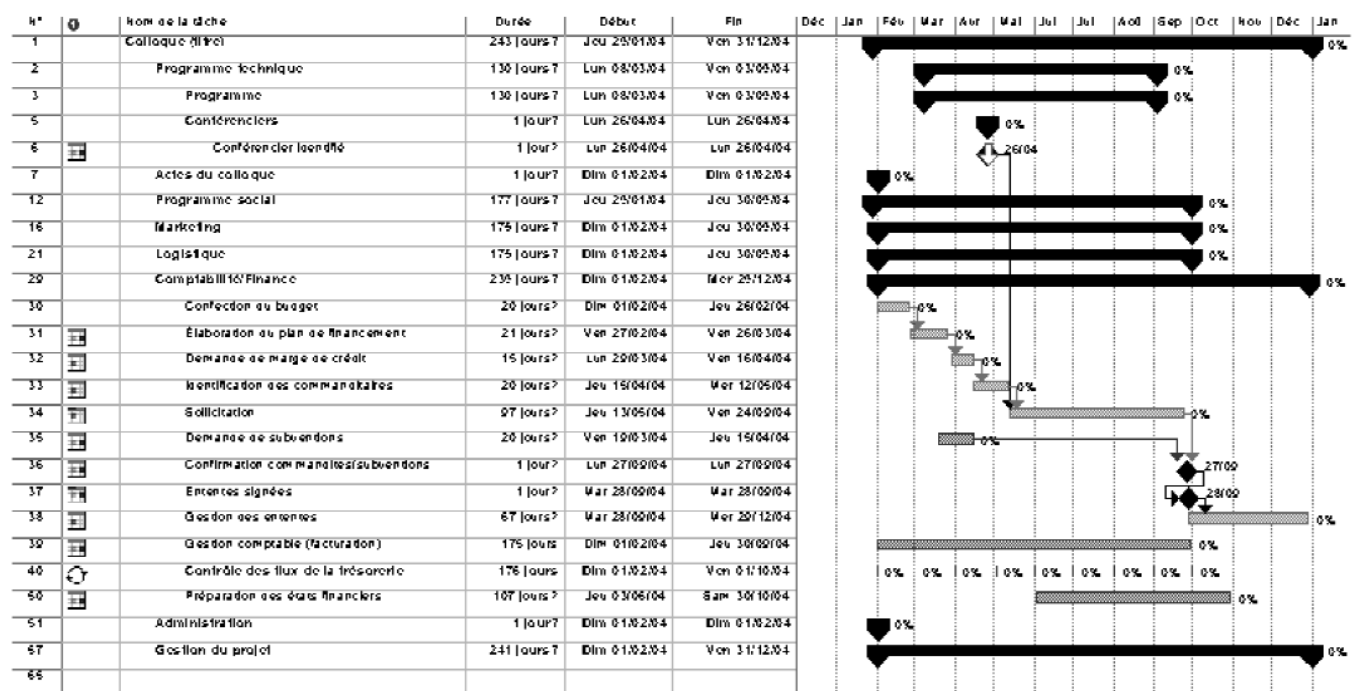 N° Nom de la tâche Durée Début Fin Déc Jan Fév Mar Avr Mai Jui Jul Aoû Sep Oct Nov Déc Jan
1 Colloque (titre) 243 jours? Jeu 29/01/04 Ven 31/12/04 0%
2 Programme technique 130 jours? Lun 08/03/04 Ven 03/09/04 0%
3 Programme 130 jours? Lun 08/03/04 Ven 03/09/04 0%
5 Conférenciers 1 jour? Lun 26/04/04 Lun 26/04/04 0%
6 Conférencier identifié 1 jour? Lun 26/04/04 Lun 26/04/04 26/04
7 Actes du colloque 1 jour? Dim 01/02/04 Dim 01/02/04 0%
12 Programme social 177 jours? Jeu 29/01/04 Jeu 30/09/04 0%
16 Marketing 175 jours? Dim 01/02/04 Jeu 30/09/04 0%
21 Logistique 175 jours? Dim 01/02/04 Jeu 30/09/04 0%
29 Comptabilité/Finance 239 jours? Dim 01/02/04 Mer 29/12/04 0%
30 Confection du budget 20 jours? Dim 01/02/04 Jeu 26/02/04 0%
31 Élaboration du plan de financement 21 jours? Ven 27/02/04 Ven 26/03/04 0%
32 Demande de marge de crédit 15 jours? Lun 29/03/04 Ven 16/04/04 0%
33 Identification des commanditaires 20 jours? Jeu 15/04/04 Mer 12/05/04 0%
34 Sollicitation 97 jours? Jeu 13/05/04 Ven 24/09/04 0%
35 Demande de subventions 20 jours? Ven 19/03/04 Jeu 15/04/04 0%
36 Confirmation commandites/subventions 1 jour? Lun 27/09/04 Lun 27/09/04 27/09
37 Ententes signées 1 jour? Mar 28/09/04 Mar 28/09/04 28/09
38 Gestion des ententes 67 jours? Mar 28/09/04 Mer 29/12/04 0%
39 Gestion comptable (facturation) 175 jours Dim 01/02/04 Jeu 30/09/04 0%
40 Contrôle des flux de la trésorerie 176 jours Dim 01/02/04 Ven 01/10/04 0% 0% 0% 0% 0% 0% 0% 0% 0%
50 Préparation des états financiers 107 jours? Jeu 03/06/04 Sam 30/10/04 0%
51 Administration 1 jour? Dim 01/02/04 Dim 01/02/04 0%
57 Gestion du projet 241 jours? Dim 01/02/04 Ven 31/12/04 0%